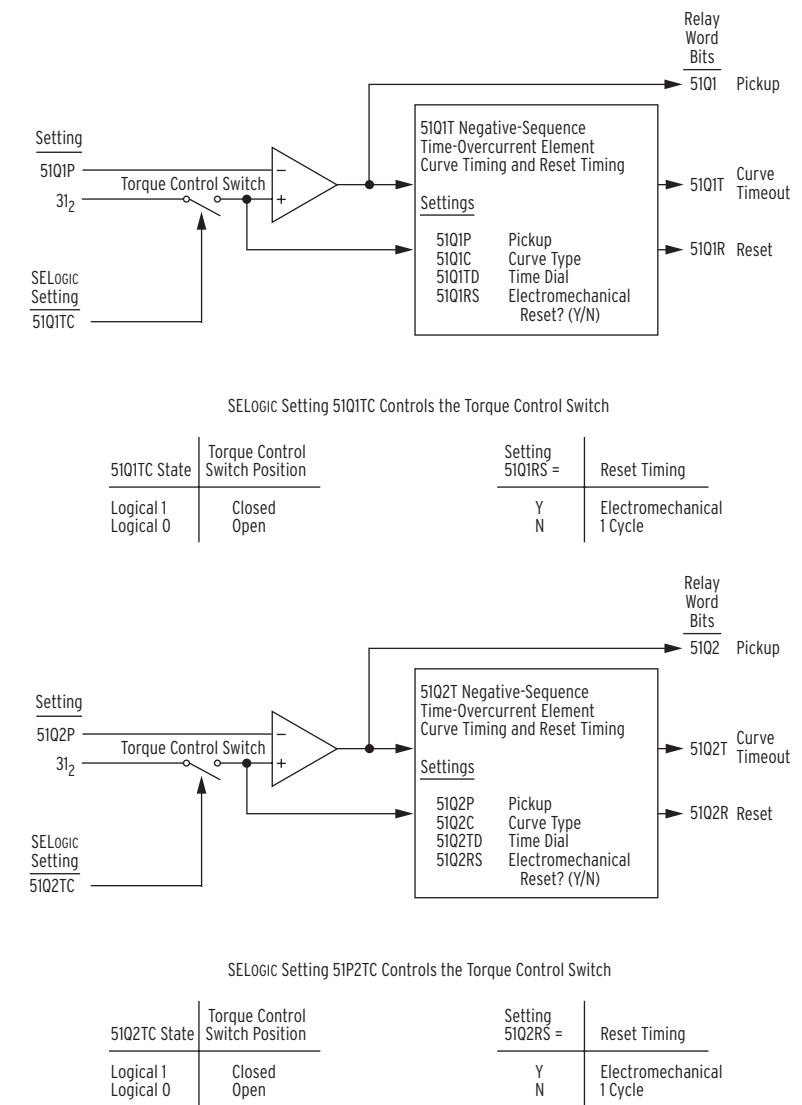 Relay
Word
Bits
51Q1 Pickup
51Q1T Negative-Sequence
Time-Overcurrent Element
Curve Timing and Reset Timing
Setting
51Q1P
Torque Control Switch
31₂
−
+
51Q1T Curve
Timeout
Settings
51Q1P Pickup
51Q1C Curve Type
51Q1TD Time Dial
51Q1RS Electromechanical
Reset? (Y/N)
51Q1R Reset
SELOGIC
Setting
51Q1TC
SELOGIC Setting 51Q1TC Controls the Torque Control Switch
51Q1TC State Torque Control
Switch Position
Logical 1 Closed
Logical 0 Open
Setting
51Q1RS = Reset Timing
Y Electromechanical
N 1 Cycle
Relay
Word
Bits
51Q2 Pickup
51Q2T Negative-Sequence
Time-Overcurrent Element
Curve Timing and Reset Timing
Setting
51Q2P
Torque Control Switch
31₂
−
+
51Q2T Curve
Timeout
Settings
51Q2P Pickup
51Q2C Curve Type
51Q2TD Time Dial
51Q2RS Electromechanical
Reset? (Y/N)
51Q2R Reset
SELOGIC
Setting
51Q2TC
SELOGIC Setting 51P2TC Controls the Torque Control Switch
51Q2TC State Torque Control
Switch Position
Logical 1 Closed
Logical 0 Open
Setting
51Q2RS = Reset Timing
Y Electromechanical
N 1 Cycle